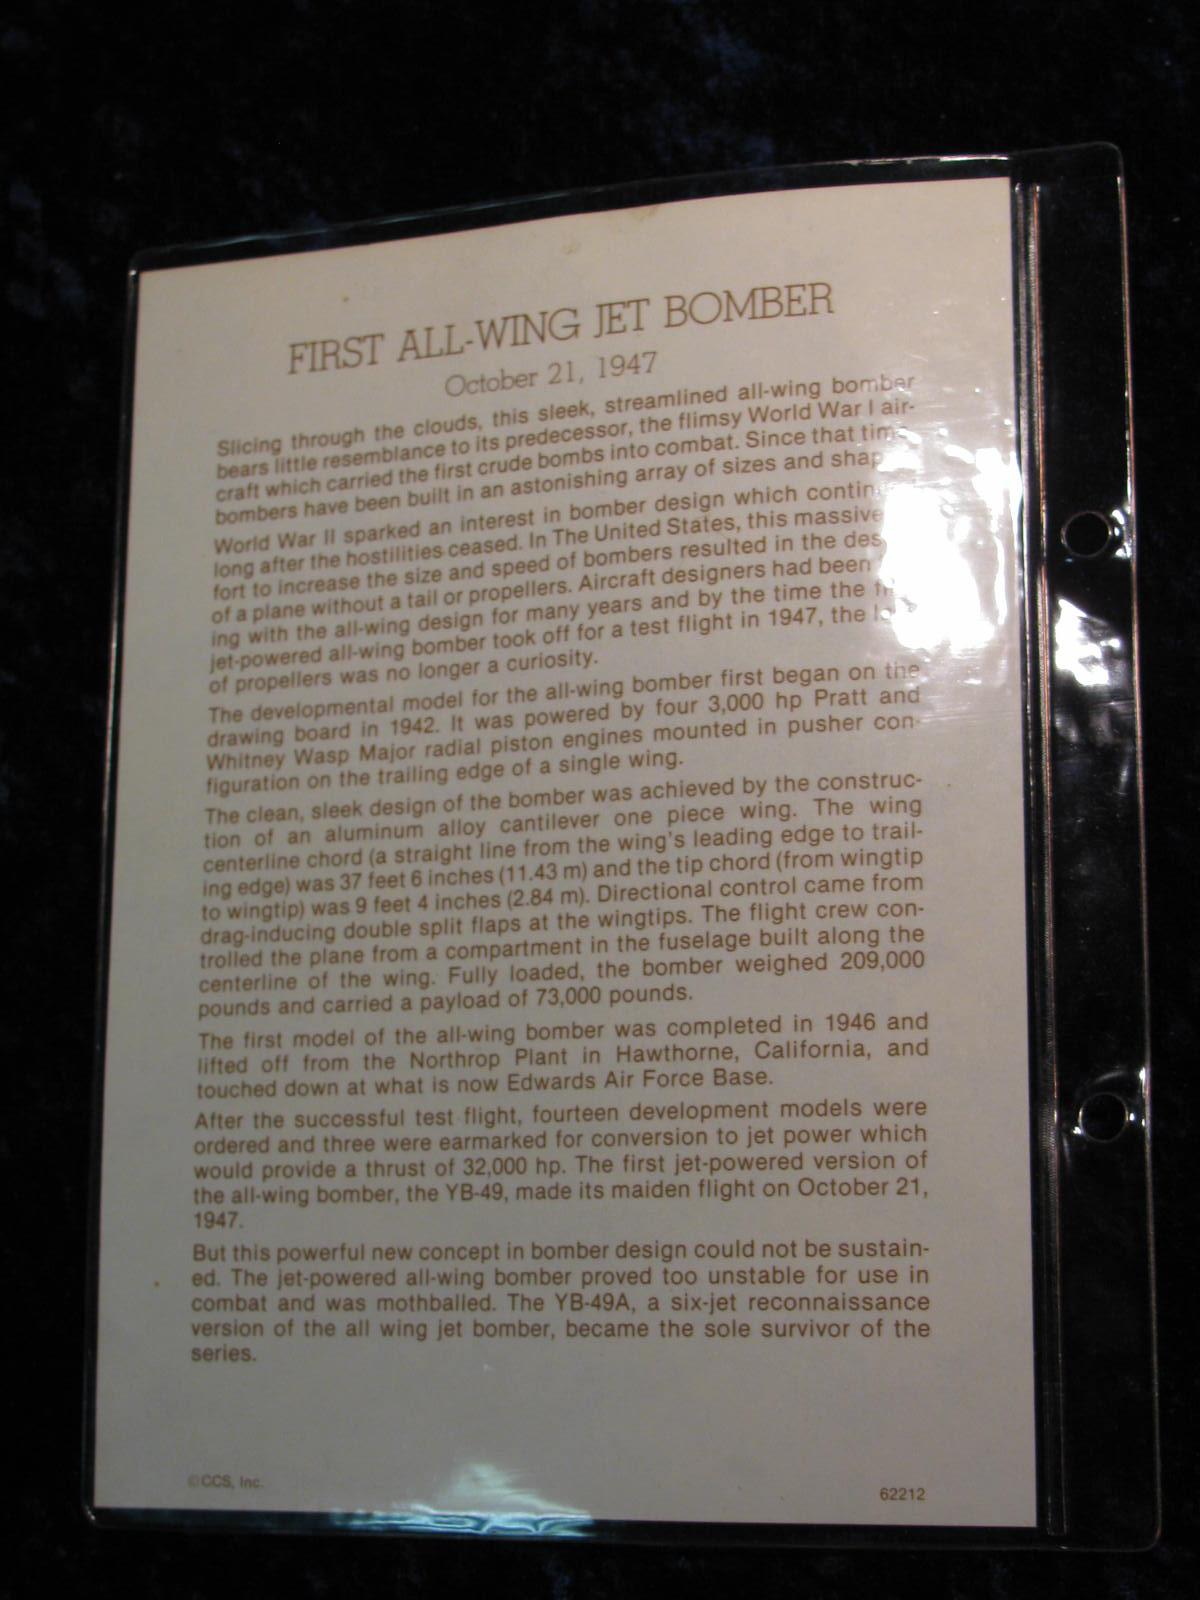 FIRST ALL-WING JET BOMBER
October 21, 1947
Slicing through the clouds, this sleek, streamlined all-wing bomber
bears little resemblance to its predecessor, the flimsy World War I air-
craft which carried the first crude bombs into combat. Since that
bombers have been built in an astonishing array of sizes and
World War II sparked an interest in bomber design which
long after the hostilities ceased. In The United States, this massive
fort to increase the size and speed of bombers resulted in the
of a plane without a tail or propellers. Aircraft designers had been
ing with the all-wing design for many years and by the time the
jet-powered all-wing bomber took off for a test flight in 1947, the
of propellers was no longer a curiosity.
The developmental model for the all-wing bomber first began on the
drawing board in 1942. It was powered by four 3,000 hp Pratt and
Whitney Wasp Major radial piston engines mounted in pusher con-
figuration on the trailing edge of a single wing.
The clean, sleek design of the bomber was achieved by the construc-
tion of an aluminum alloy cantilever one piece wing. The wing
centerline chord (a straight line from the wing's leading edge to trail-
ing edge) was 37 feet 6 inches (11.43 m) and the tip chord (from wingtip
to wingtip) was 9 feet 4 inches (2.84 m). Directional control came from
drag-inducing double split flaps at the wingtips. The flight crew con-
trolled the plane from a compartment in the fuselage built along the
centerline of the wing. Fully loaded, the bomber weighed 209,000
pounds and carried a payload of 73,000 pounds.
The first model of the all-wing bomber was completed in 1946 and
lifted off from the Northrop Plant in Hawthorne, California, and
touched down at what is now Edwards Air Force Base.
After the successful test flight, fourteen development models were
ordered and three were earmarked for conversion to jet power which
would provide a thrust of 32,000 hp. The first jet-powered version of
the all-wing bomber, the YB-49, made its maiden flight on October 21,
1947.
But this powerful new concept in bomber design could not be sustain-
ed. The jet-powered all-wing bomber proved too unstable for use in
combat and was mothballed. The YB-49A, a six-jet reconnaissance
version of the all wing jet bomber, became the sole survivor of the
series.
©CCS, Inc.
62212